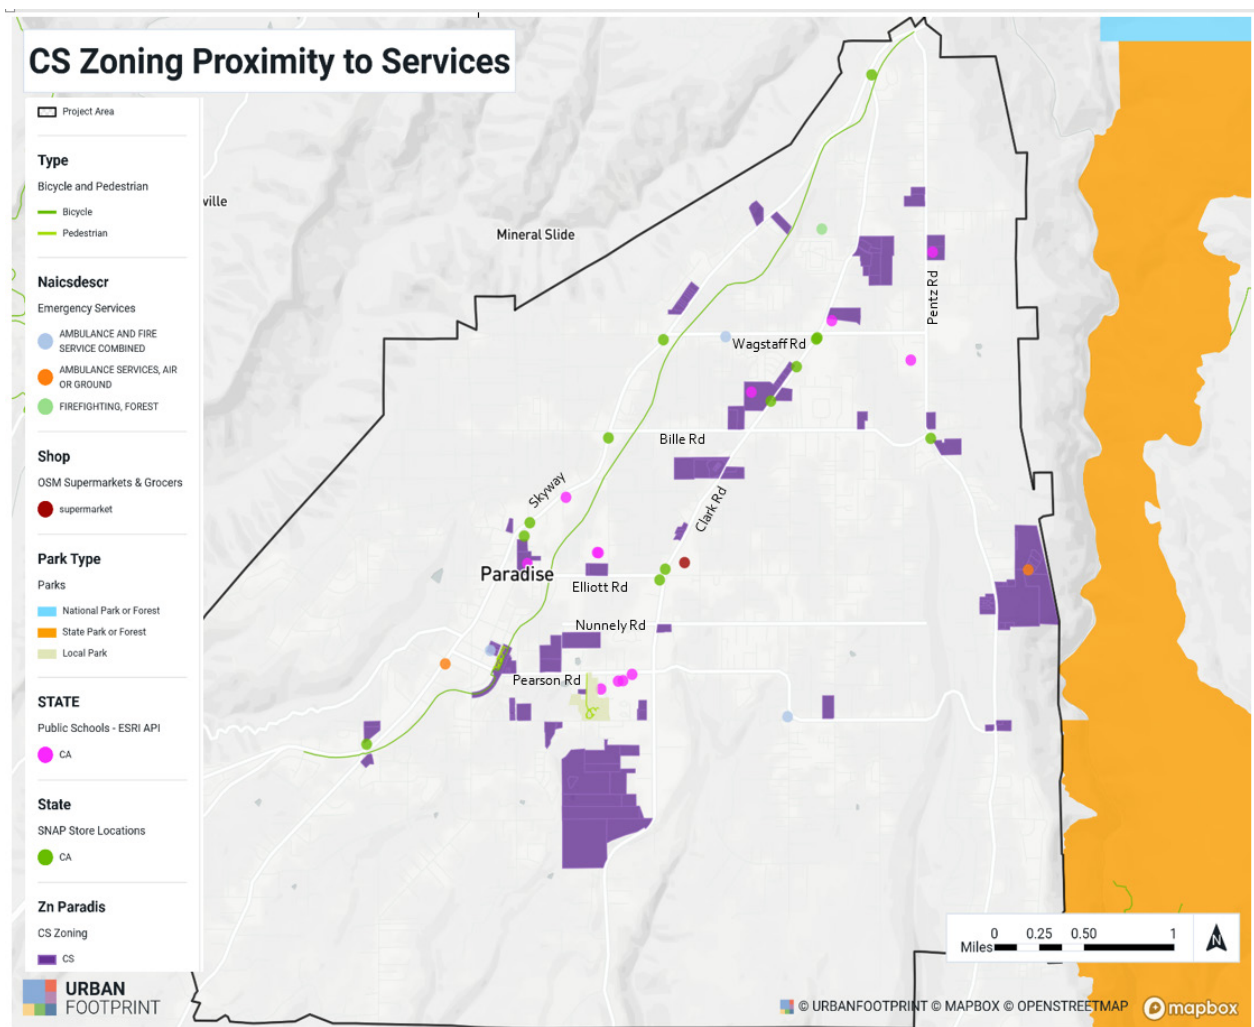 CS Zoning Proximity to Services
Project Area
Type
Bicycle and Pedestrian
Bicycle
Pedestrian
Naicsdescr
Emergency Services
AMBULANCE AND FIRE
SERVICE COMBINED
AMBULANCE SERVICES, AIR
OR GROUND
FIREFIGHTING, FOREST
Shop
OSM Supermarkets & Grocers
supermarket
Park Type
Parks
National Park or Forest
State Park or Forest
Local Park
STATE
Public Schools - ESRI API
CA
State
SNAP Store Locations
CA
Zn Paradis
CS Zoning
CS
URBAN
FOOTPRINT
ville
Mineral Slide
Pentz Rd
Wagstaff Rd
Bille Rd
Skyway
Clark Rd
Paradise
Elliott Rd
Nunnely Rd
Pearson Rd
0 0.25 0.50 1
Miles
N
© URBANFOOTPRINT © MAPBOX © OPENSTREETMAP
mapbox